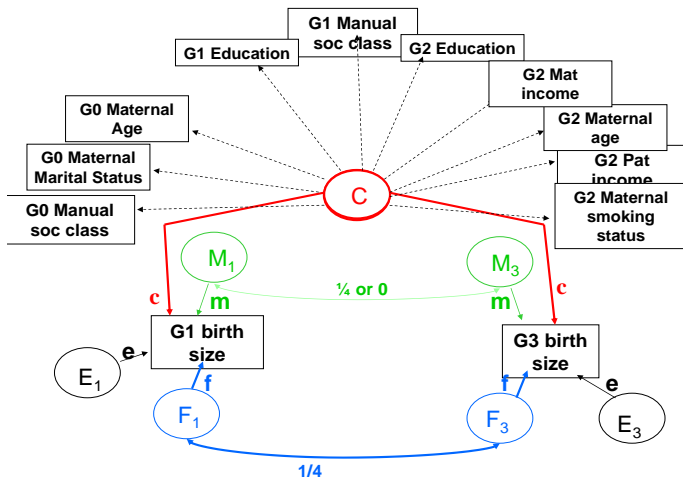 G1 Manual
soc class
G1 Education
G2 Education
G2 Mat
income
G0 Maternal
Age
G2 Maternal
age
G0 Maternal
Marital Status
G2 Pat
income
G0 Manual
soc class
G2 Maternal
smoking
status
C
M1
M3
¼ or 0
c
m
m
c
G1 birth
size
G3 birth
size
e
E1
f
f
e
F1
F3
E3
1/4